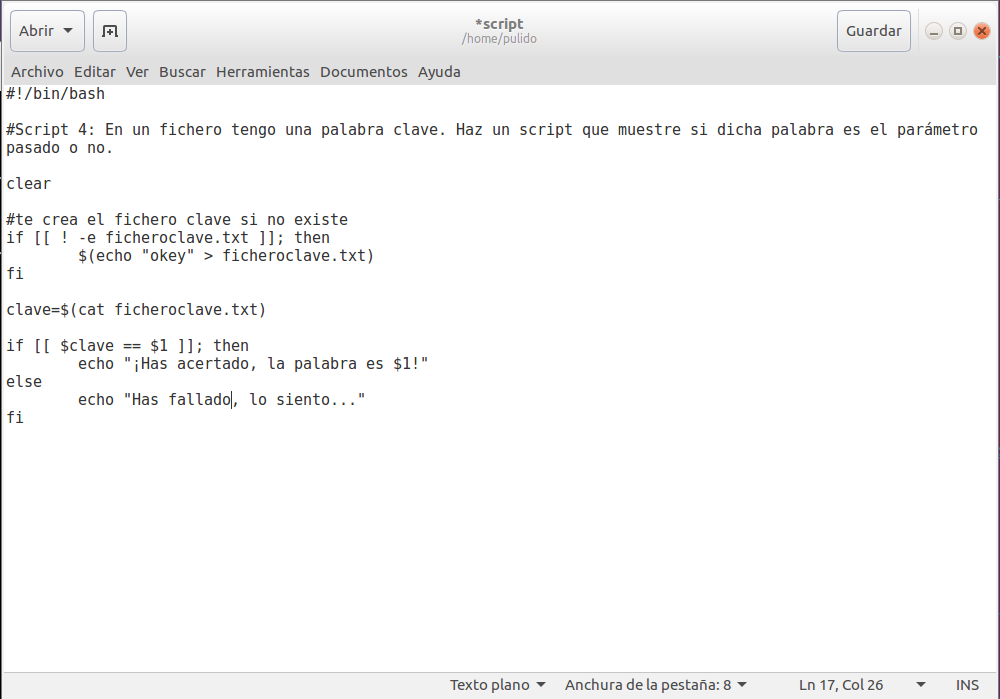 Abrir
*script
/home/pulido
Guardar
Archivo Editar Ver Buscar Herramientas Documentos Ayuda
#!/bin/bash
#Script 4: En un fichero tengo una palabra clave. Haz un script que muestre si dicha palabra es el parámetro
pasado o no.
clear
#te crea el fichero clave si no existe
if [[ ! -e ficheroclave.txt ]]; then
        $(echo "okey" > ficheroclave.txt)
fi
clave=$(cat ficheroclave.txt)
if [[ $clave == $1 ]]; then
        echo "¡Has acertado, la palabra es $1!"
else
        echo "Has fallado, lo siento..."
fi
Texto plano Anchura de la pestaña: 8 Ln 17, Col 26 INS